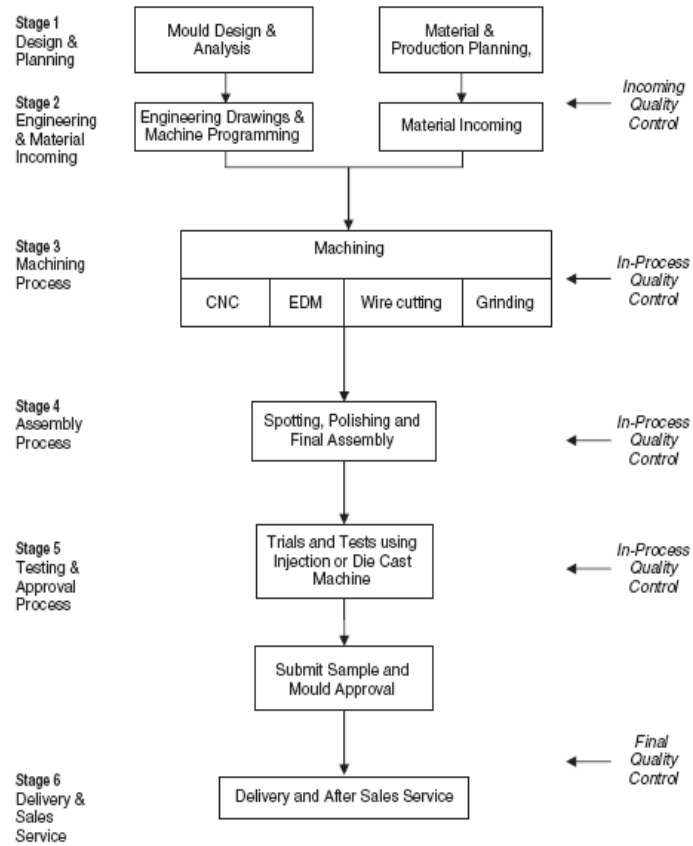 Stage 1
Design &
Planning
Mould Design &
Analysis
Material &
Production Planning,
Stage 2
Engineering
& Material
Incoming
Engineering Drawings &
Machine Programming
Material Incoming
Incoming
Quality
Control
Stage 3
Machining
Process
Machining
CNC
EDM
Wire cutting
Grinding
In-Process
Quality
Control
Stage 4
Assembly
Process
Spotting, Polishing and
Final Assembly
In-Process
Quality
Control
Stage 5
Testing &
Approval
Process
Trials and Tests using
Injection or Die Cast
Machine
In-Process
Quality
Control
Submit Sample and
Mould Approval
Final
Quality
Control
Stage 6
Delivery &
Sales
Service
Delivery and After Sales Service